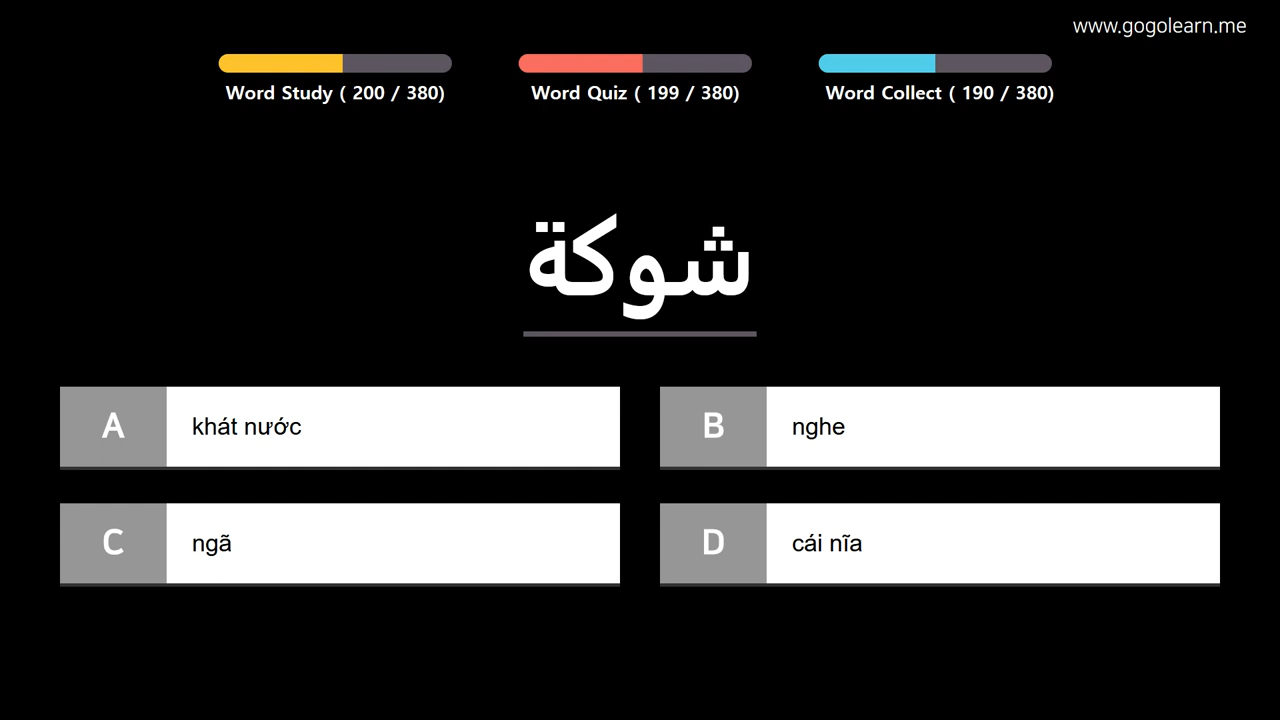 www.gogolearn.me
Word Study ( 200 / 380)
Word Quiz ( 199 / 380)
Word Collect ( 190 / 380)
شوكة
A khát nước
B nghe
C ngã
D cái nĩa